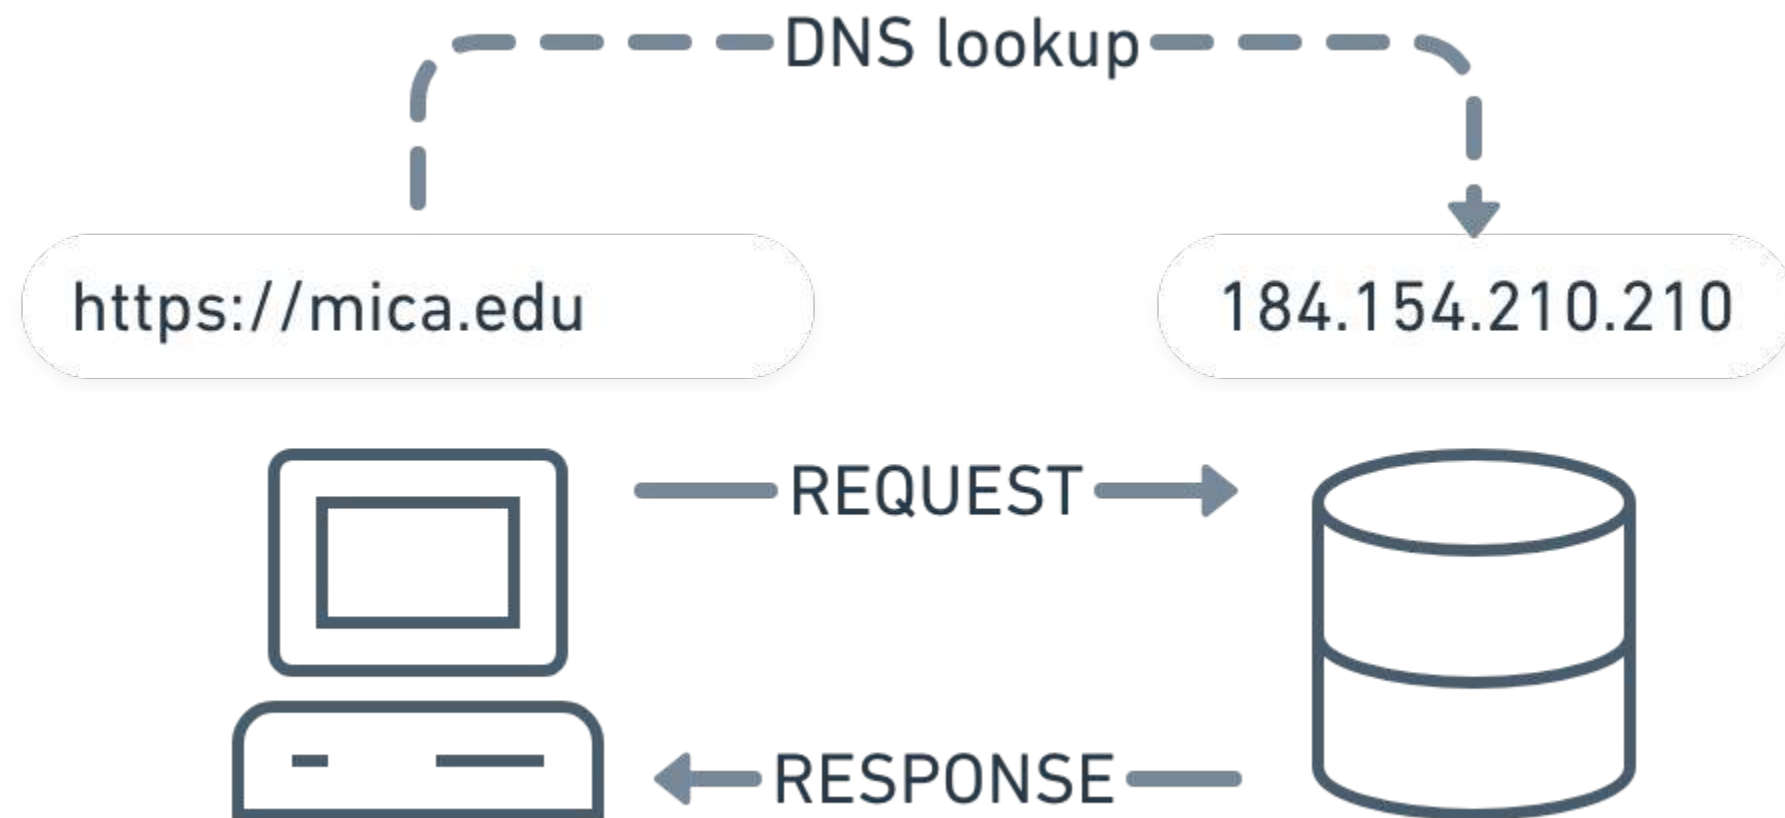 DNS lookup
https://mica.edu
184.154.210.210
REQUEST
RESPONSE